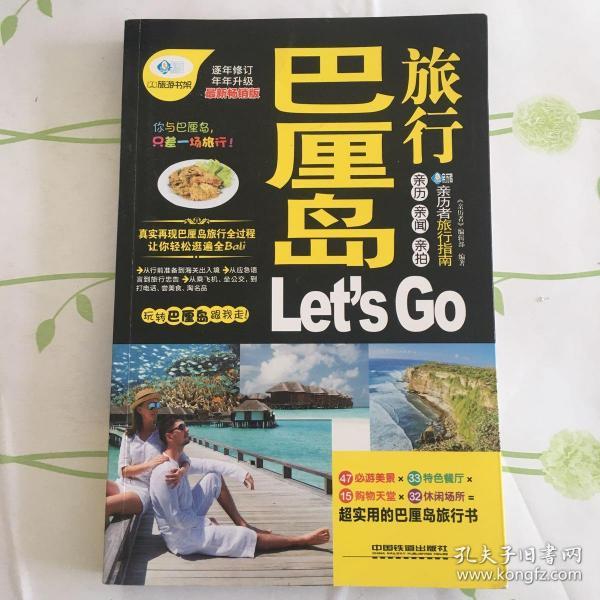 旅游书架
逐年修订
年年升级
最新畅销版
你与巴厘岛，
只差一场旅行！
真实再现巴厘岛旅行全过程
让你轻松逛遍全Bali
→从行前准备到海关出入境 →从应急语
言到旅行忠告 →从乘飞机、坐公交，到
打电话、尝美食、淘名品
玩转巴厘岛跟我走！
巴厘岛
旅行
Let's Go
亲历 亲闻 亲拍
亲历者旅行指南
《亲历者》编辑部 编著
47必游美景×33特色餐厅×
15购物天堂×32休闲场所=
超实用的巴厘岛旅行书
中国铁道出版社
CHINA RAILWAY PUBLISHING HOUSE
孔夫子旧书网
www.kongfz.com